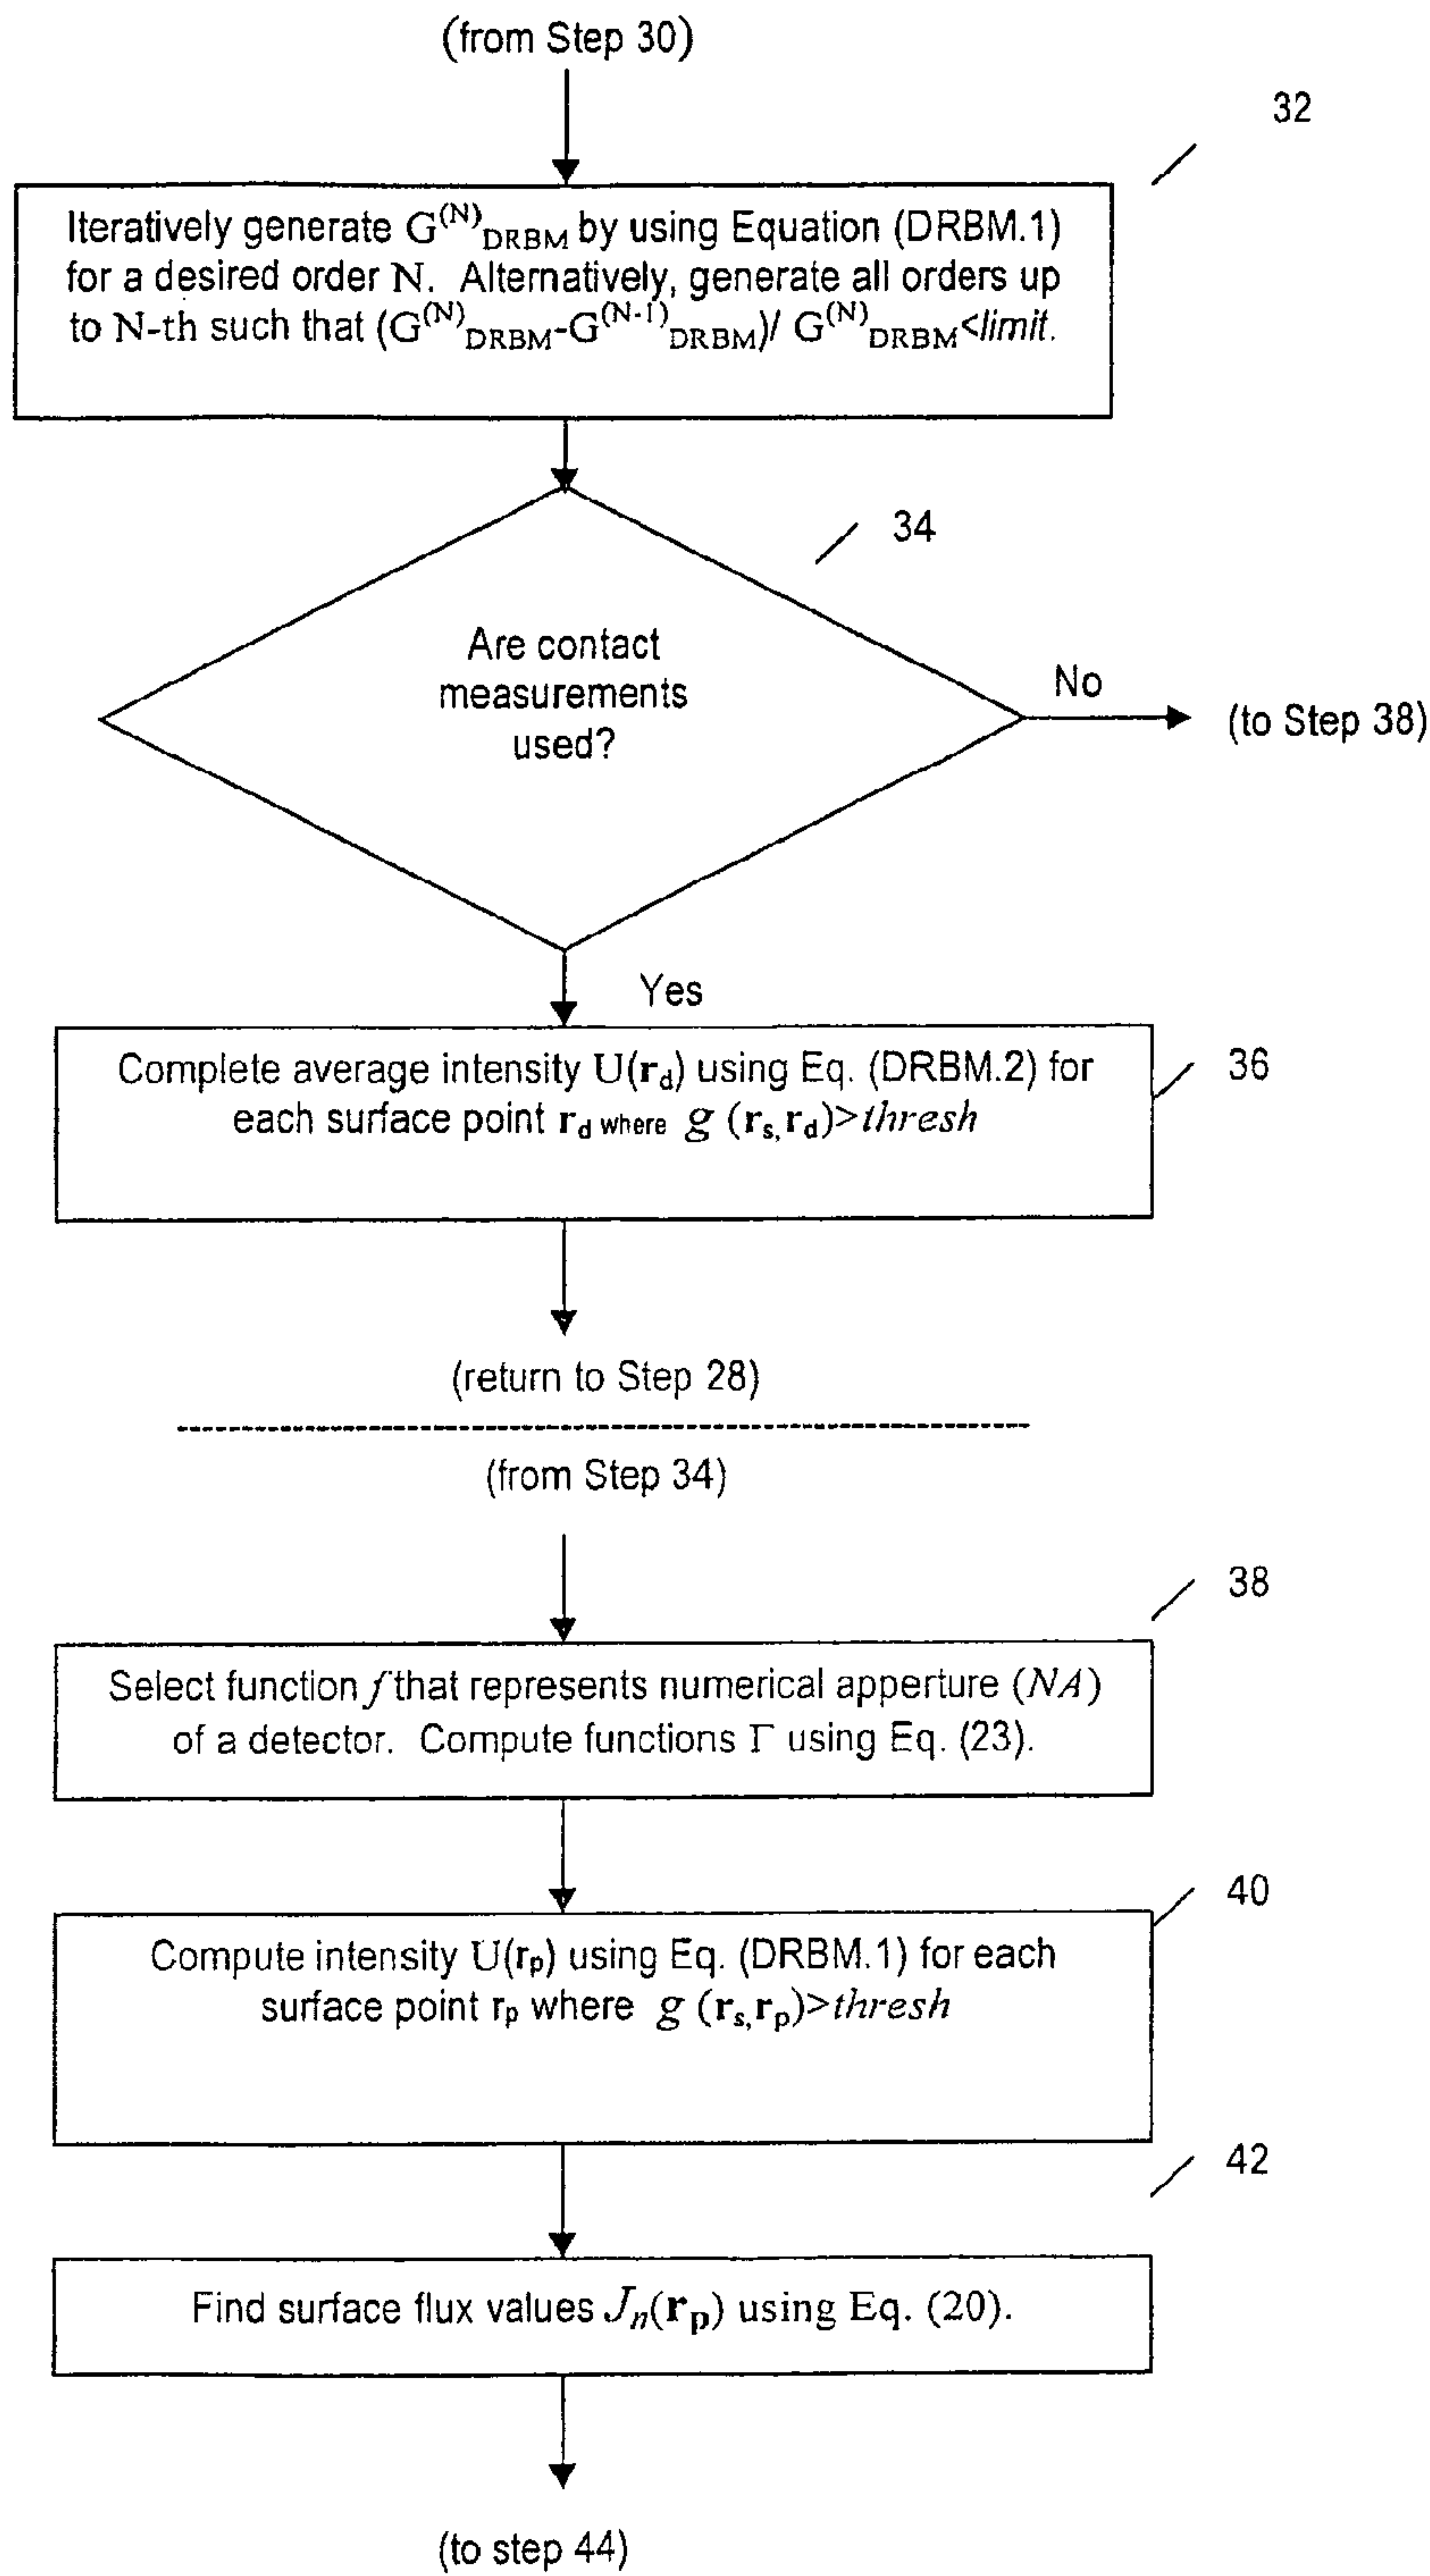 (from Step 30)
32
Iteratively generate G^(N)_DRBM by using Equation (DRBM.1)
for a desired order N. Alternatively, generate all orders up
to N-th such that (G^(N)_DRBM-G^(N-1)_DRBM)/ G^(N)_DRBM<limit.
34
Are contact
measurements
used?
No
(to Step 38)
Yes
36
Complete average intensity U(r_d) using Eq. (DRBM.2) for
each surface point r_d where g (r_s,r_d)>thresh
(return to Step 28)
(from Step 34)
38
Select function f that represents numerical apperture (NA)
of a detector. Compute functions Γ using Eq. (23).
40
Compute intensity U(r_p) using Eq. (DRBM.1) for each
surface point r_p where g (r_s,r_p)>thresh
42
Find surface flux values J_n(r_p) using Eq. (20).
(to step 44)